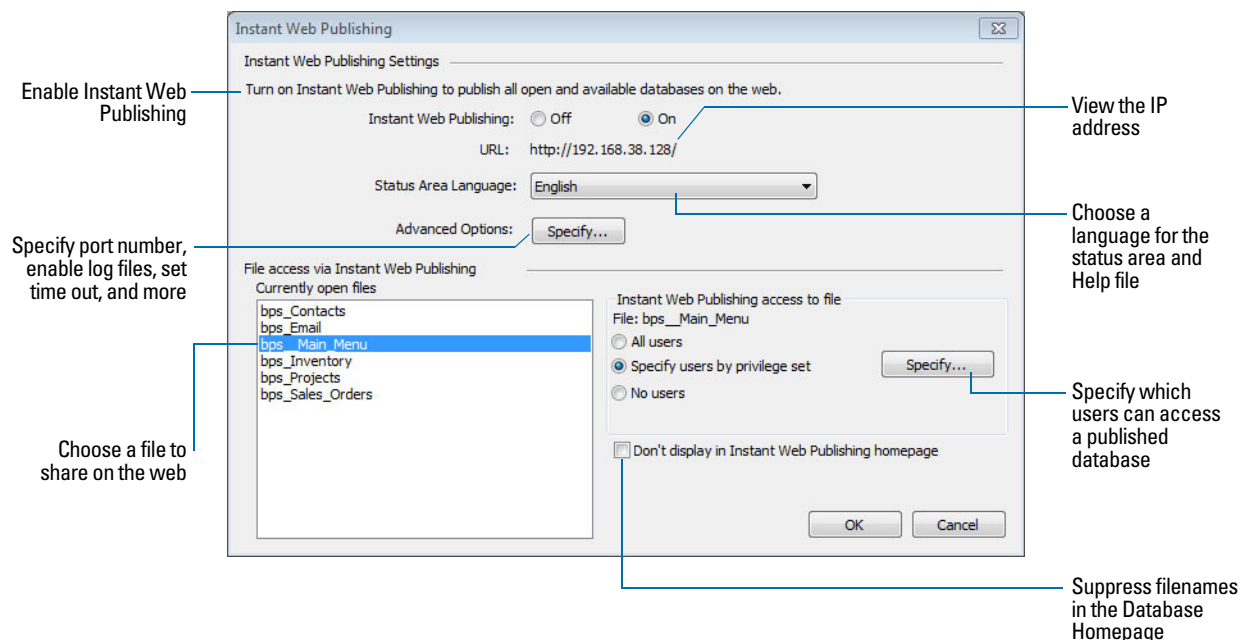 Instant Web Publishing
Instant Web Publishing Settings
Enable Instant Web
Publishing
Turn on Instant Web Publishing to publish all open and available databases on the web.
Instant Web Publishing: Off On
View the IP
address
URL: http://192.168.38.128/
Status Area Language: English
Choose a
language for the
status area and
Help file
Advanced Options: Specify...
Specify port number,
enable log files, set
time out, and more
File access via Instant Web Publishing
Currently open files
bps_Contacts
bps_Email
bps__Main_Menu
bps_Inventory
bps_Projects
bps_Sales_Orders
Choose a file to
share on the web
Instant Web Publishing access to file
File: bps__Main_Menu
All users
Specify users by privilege set
Specify...
No users
Specify which
users can access
a published
database
Don't display in Instant Web Publishing homepage
OK Cancel
Suppress filenames
in the Database
Homepage